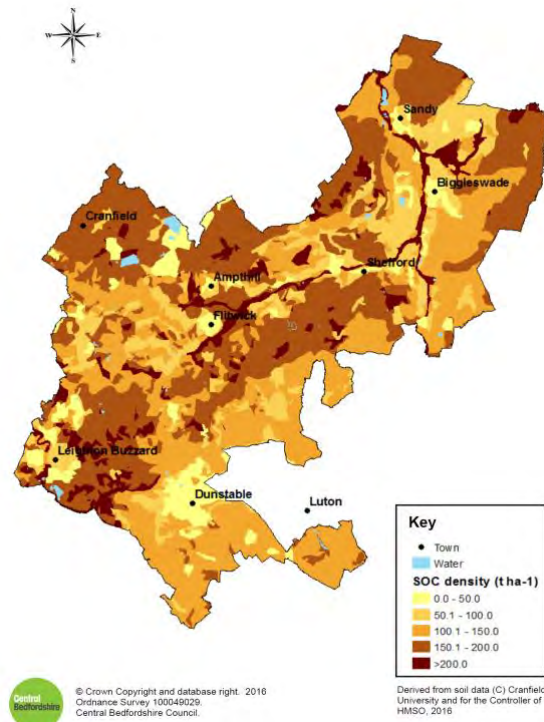 N
W
E
S
Sandy
Biggleswade
Cranfield
Ampthill
Shefford
Flitwick
Leighton Buzzard
Dunstable
Luton
Key
Town
Water
SOC density (t ha-1)
0.0 - 50.0
50.1 - 100.0
100.1 - 150.0
150.1 - 200.0
>200.0
Central
Bedfordshire
© Crown Copyright and database right. 2016
Ordnance Survey 100049029.
Central Bedfordshire Council.
Derived from soil data (C) Cranfield
University and for the Controller of
HMSO, 2016